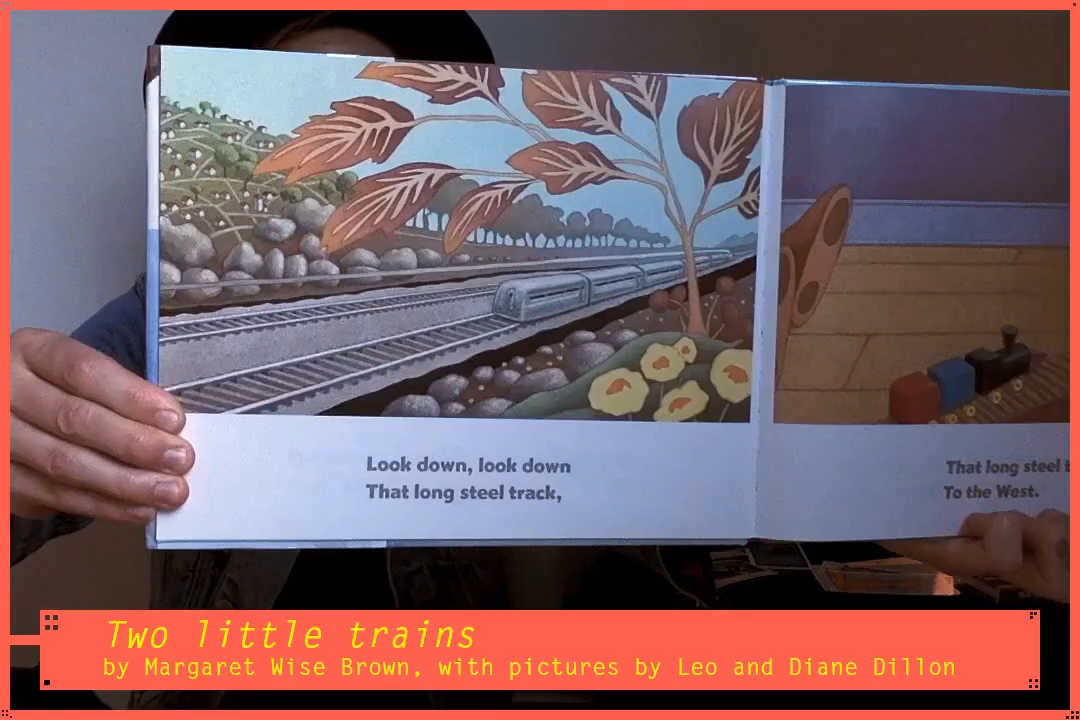 Look down, look down
That long steel track,
That long steel
To the West.
Two little trains
by Margaret Wise Brown, with pictures by Leo and Diane Dillon